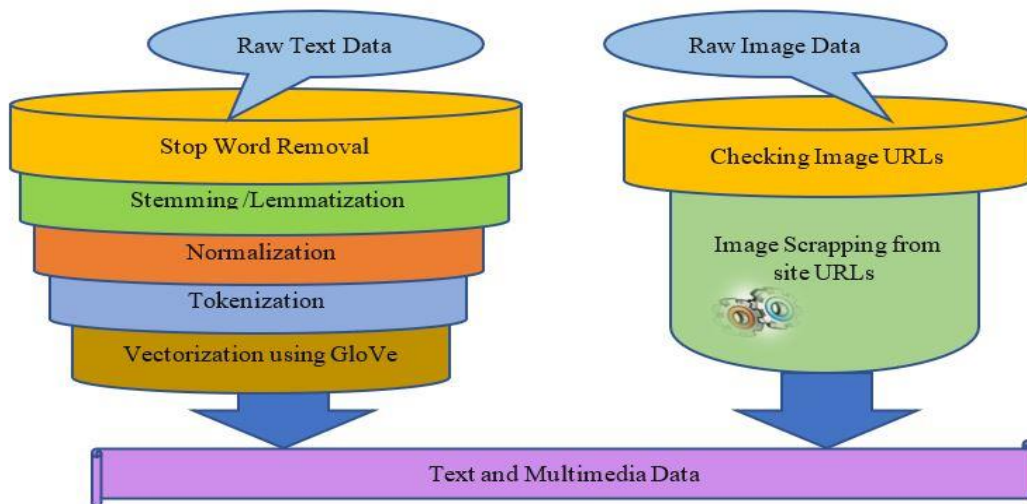 Raw Text Data
Stop Word Removal
Stemming /Lemmatization
Normalization
Tokenization
Vectorization using GloVe
Raw Image Data
Checking Image URLs
Image Scrapping from
site URLs
Text and Multimedia Data